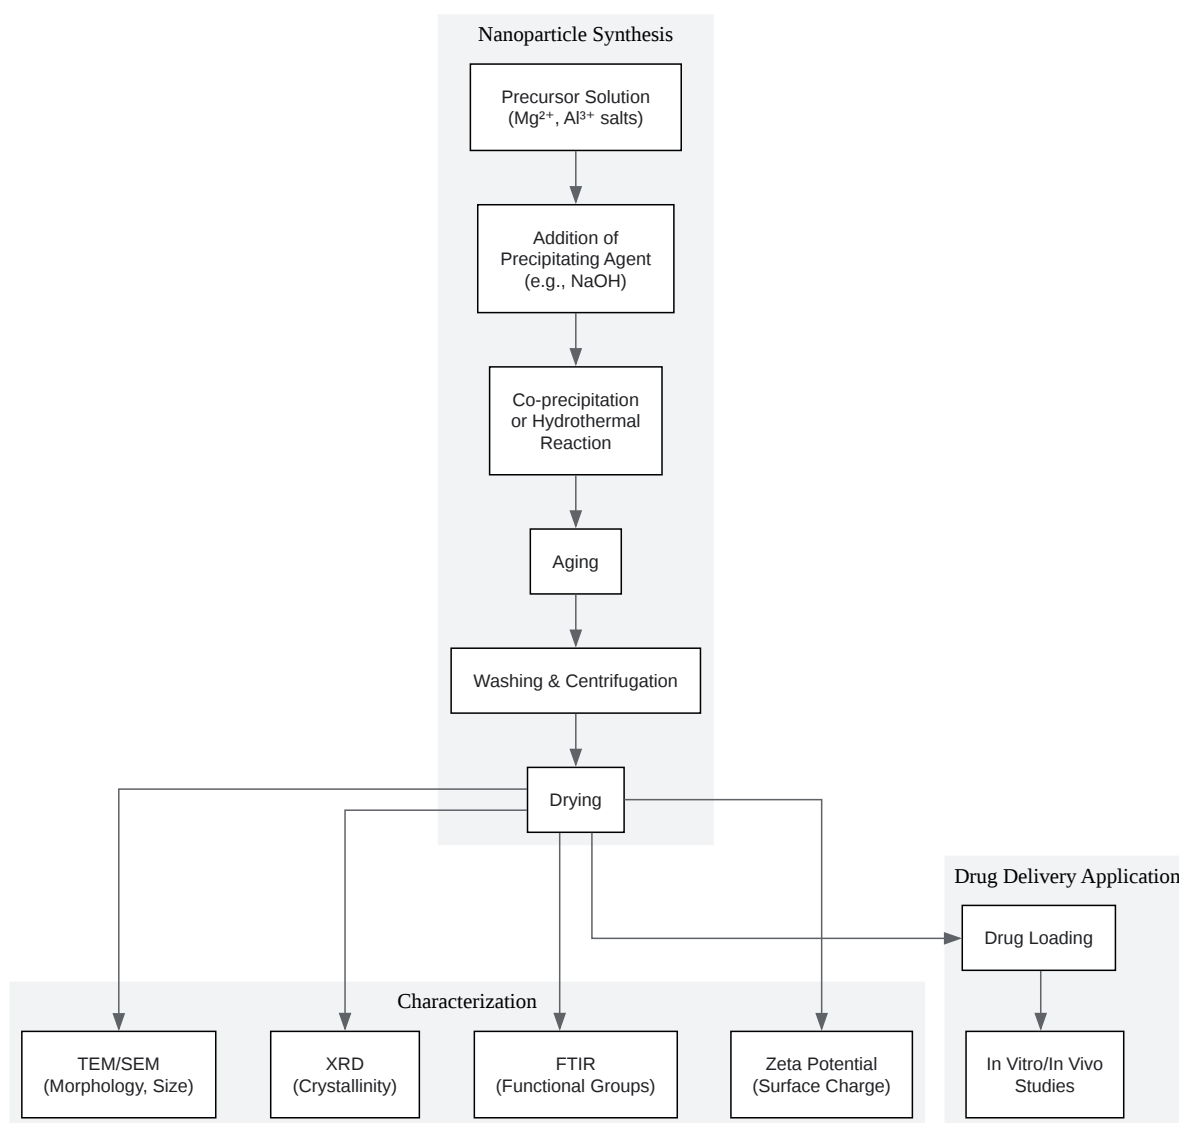 Nanoparticle Synthesis
Precursor Solution
(Mg²⁺, Al³⁺ salts)
Addition of
Precipitating Agent
(e.g., NaOH)
Co-precipitation
or Hydrothermal
Reaction
Aging
Washing & Centrifugation
Drying
Drug Delivery Application
Drug Loading
Characterization
TEM/SEM
(Morphology, Size)
XRD
(Crystallinity)
FTIR
(Functional Groups)
Zeta Potential
(Surface Charge)
In Vitro/In Vivo
Studies